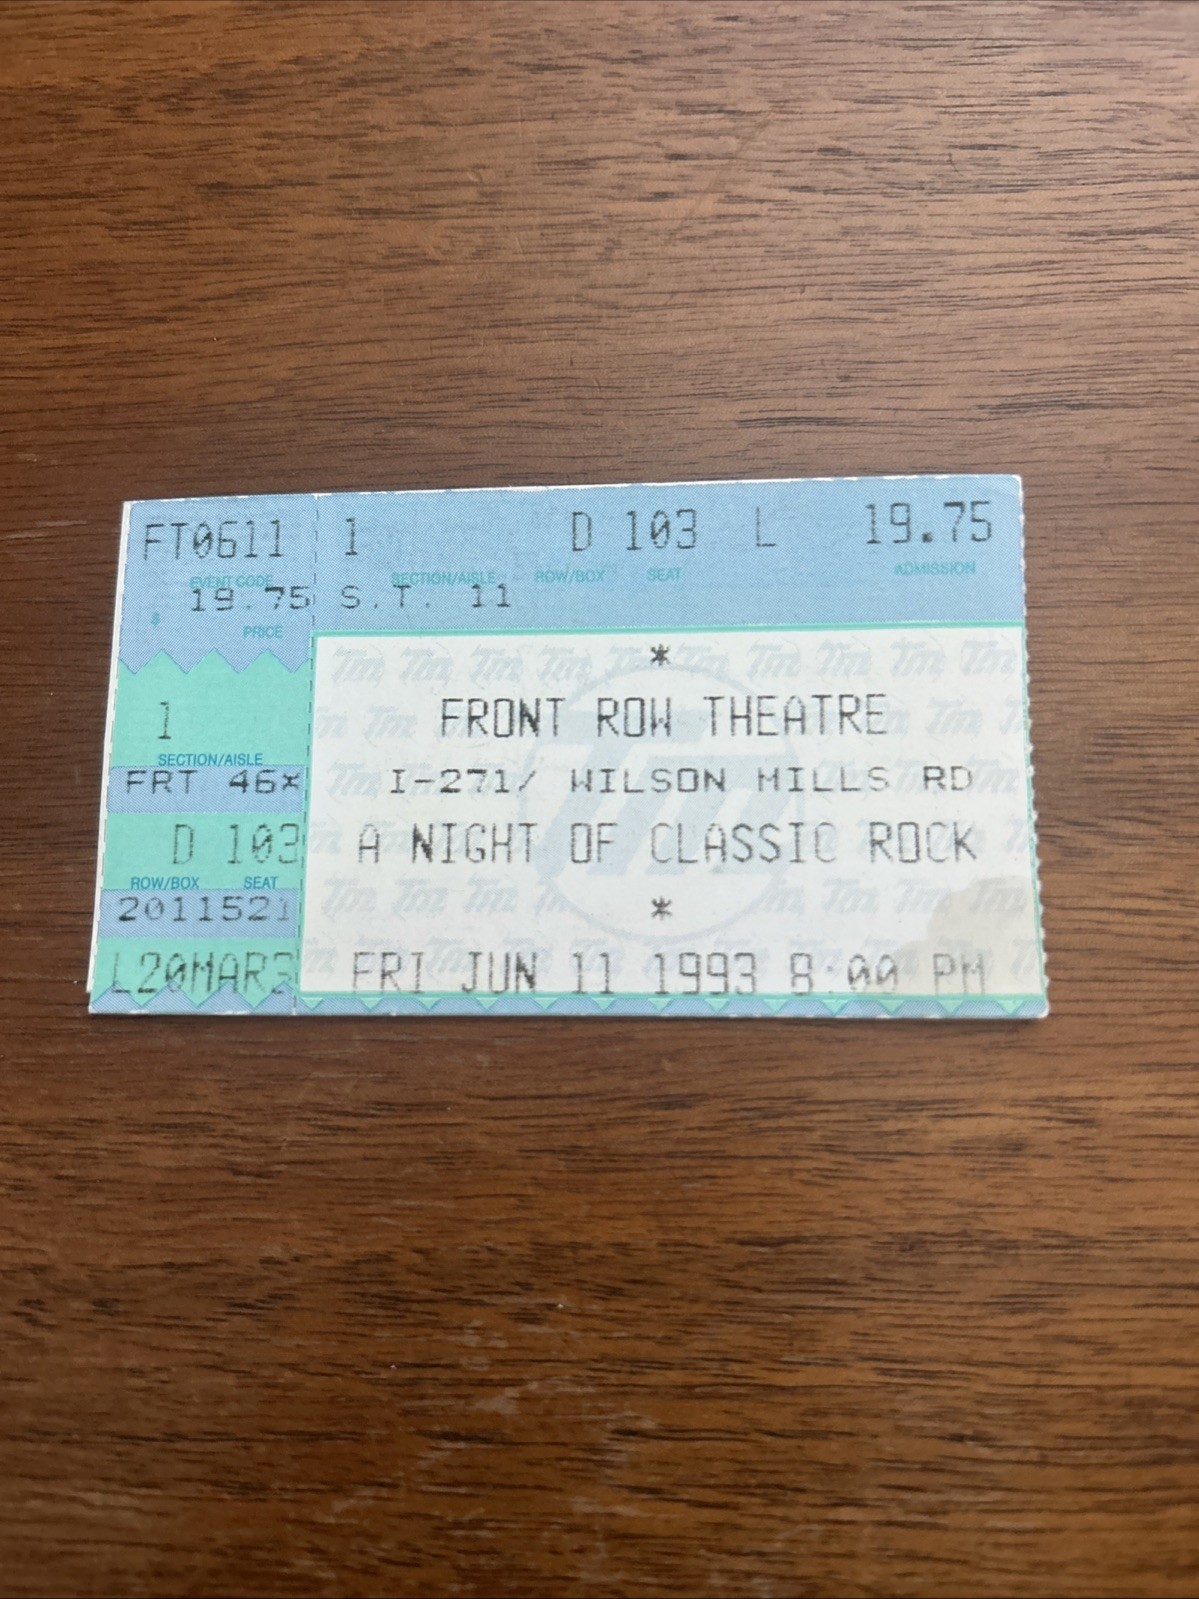 FT0611 1 D 103 L 19.75
EVENT CODE SECTION/AISLE ROW/BOX SEAT ADMISSION
$ 19.75 S.T. 11
PRICE
*
1 FRONT ROW THEATRE
SECTION/AISLE
FRT 46* I-271/ WILSON MILLS RD
D 103 A NIGHT OF CLASSIC ROCK
ROW/BOX SEAT
2011521 *
L20MAR3 FRI JUN 11 1993 8:00 PM